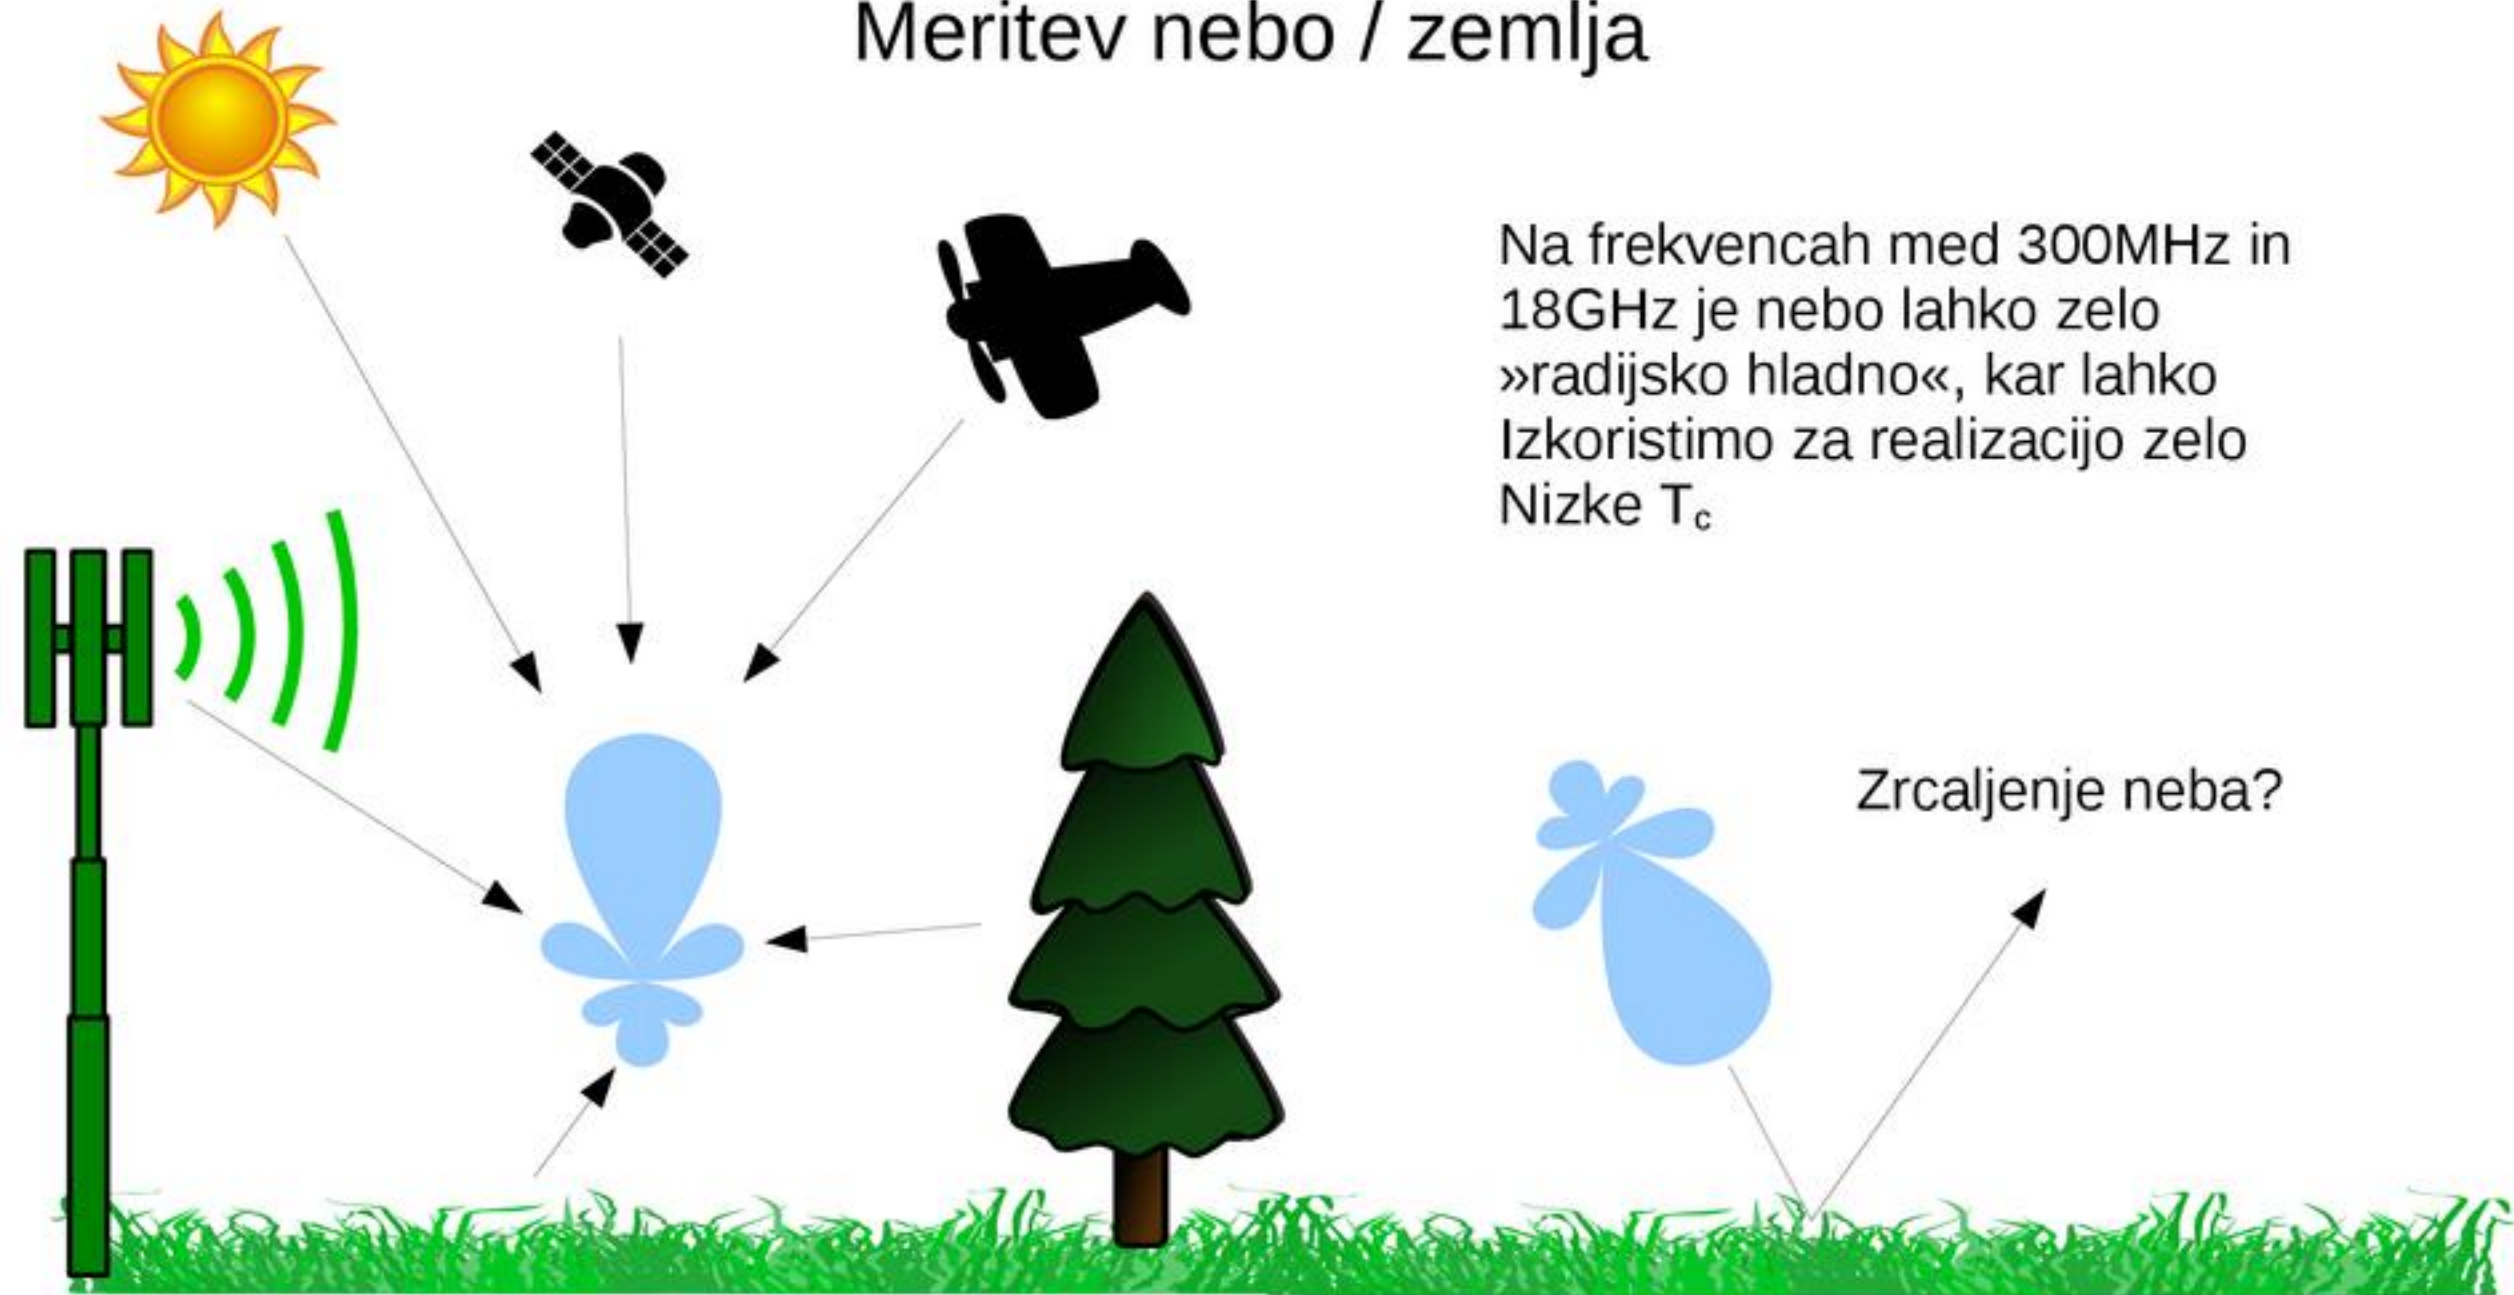 Meritev nebo / zemlja
Na frekvencah med 300MHz in
18GHz je nebo lahko zelo
»radijsko hladno«, kar lahko
Izkoristimo za realizacijo zelo
Nizke Tc
Zrcaljenje neba?